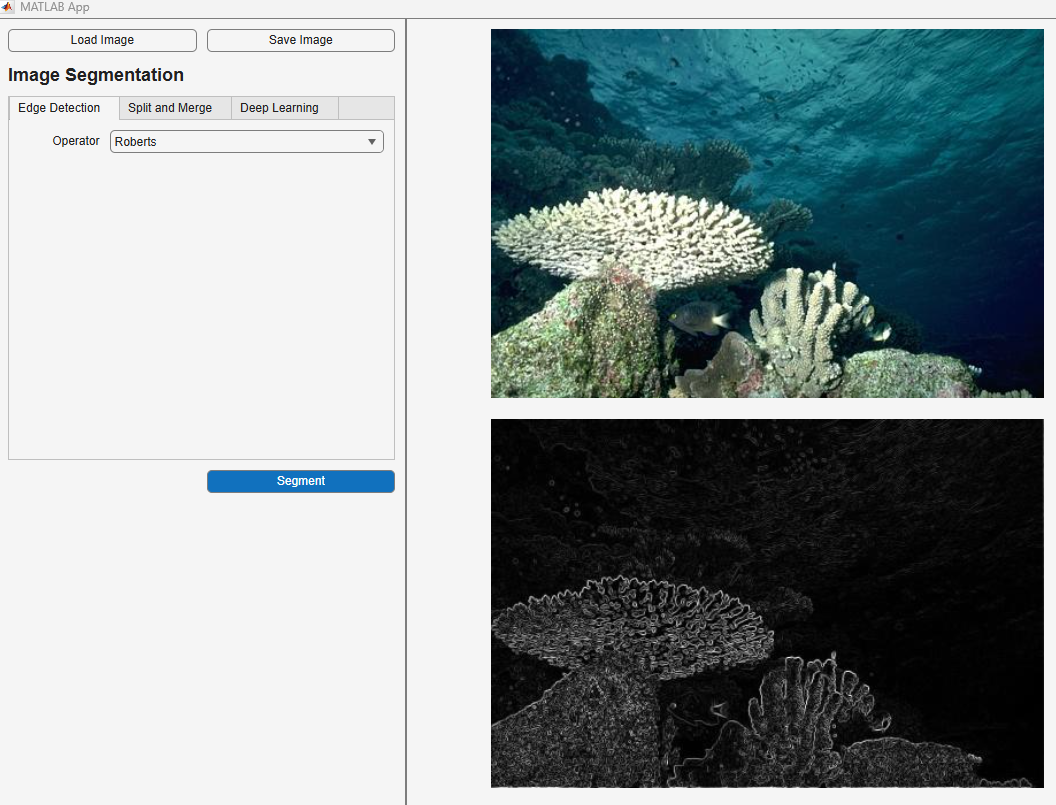 MATLAB App
Load Image
Save Image
Image Segmentation
Edge Detection
Split and Merge
Deep Learning
Operator
Roberts
Segment